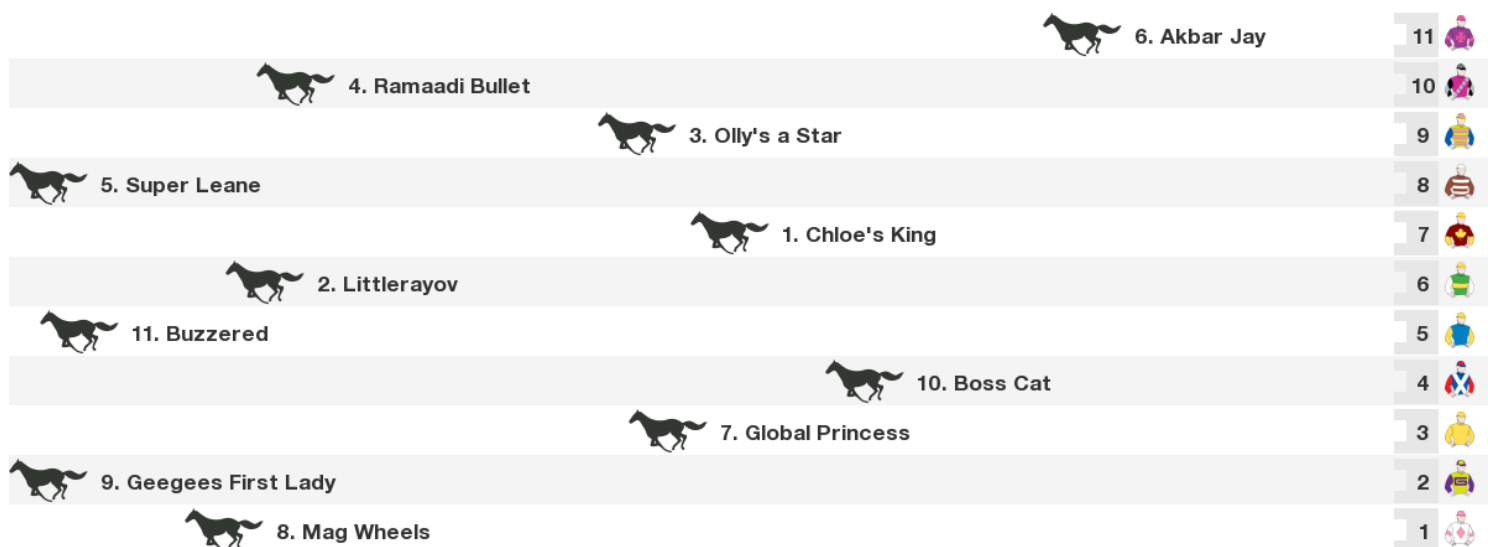 6. Akbar Jay 11
4. Ramaadi Bullet 10
3. Olly's a Star 9
5. Super Leane 8
1. Chloe's King 7
2. Littlerayov 6
11. Buzzered 5
10. Boss Cat 4
7. Global Princess 3
9. Geegees First Lady 2
8. Mag Wheels 1